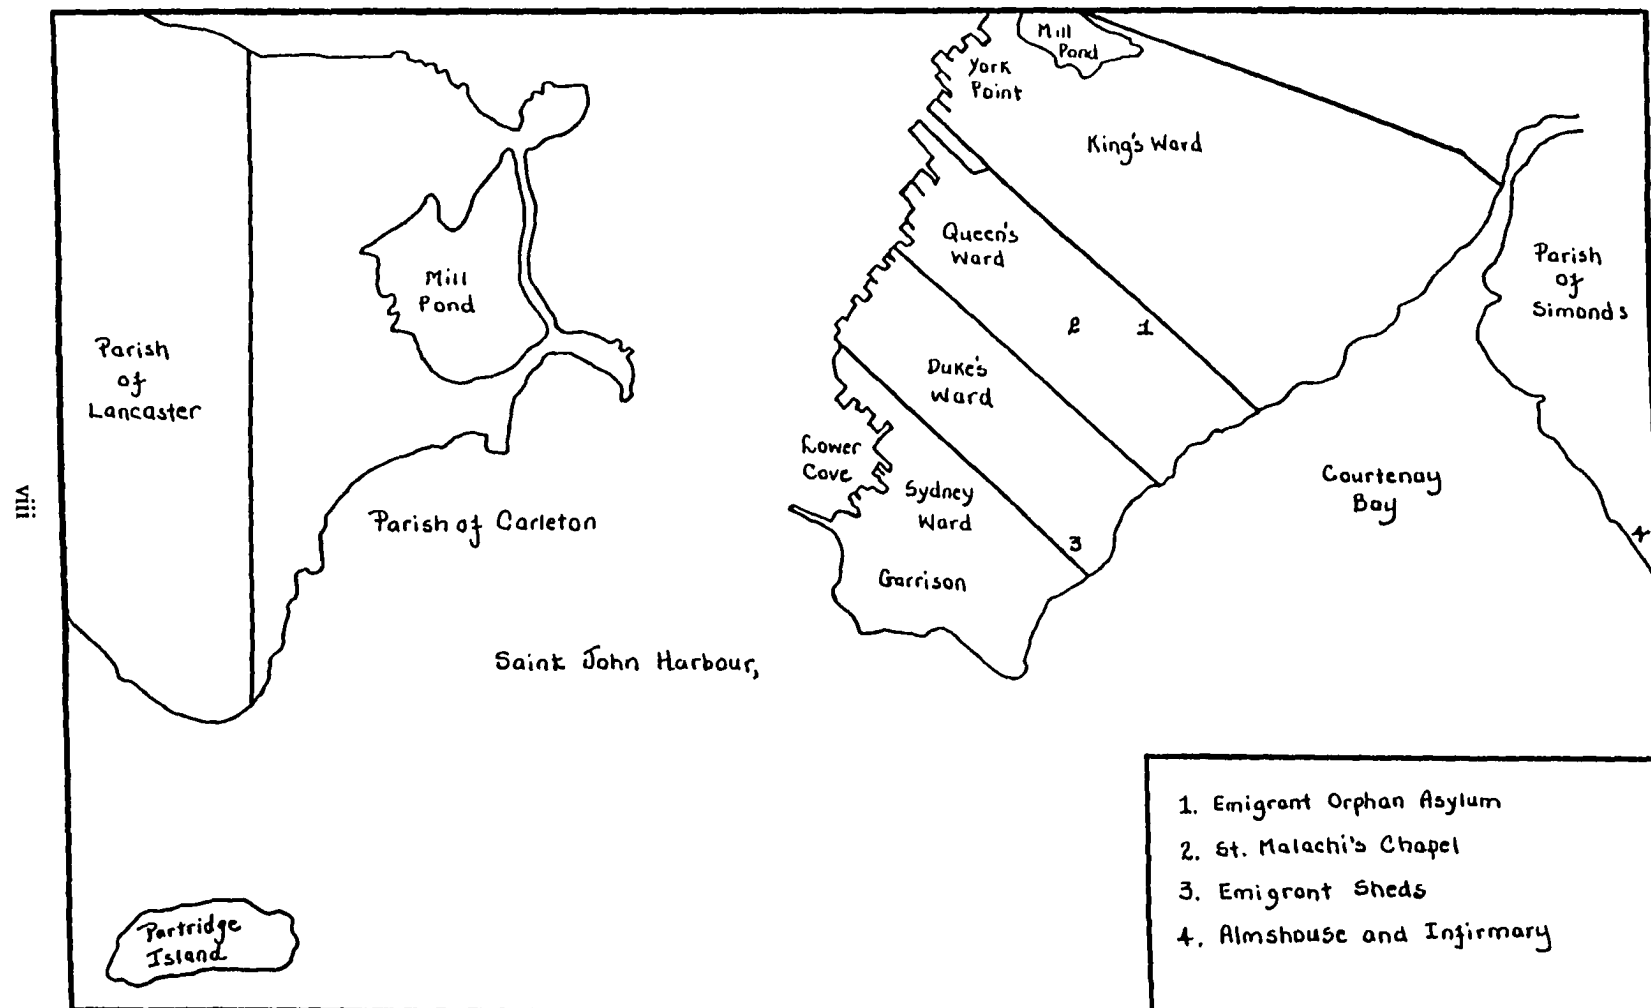 viii
Mill
Pond
York
Point
King's Ward
Queen's
Ward
Parish
of
Simonds
Mill
Pond
2
1
Parish
of
Lancaster
Duke's
Ward
Lower
Cove
Sydney
Ward
Courtenay
Bay
Parish of Carleton
3
4
Garrison
Saint John Harbour,
1. Emigrant Orphan Asylum
2. St. Malachi's Chapel
3. Emigrant Sheds
4. Almshouse and Infirmary
Partridge
Island